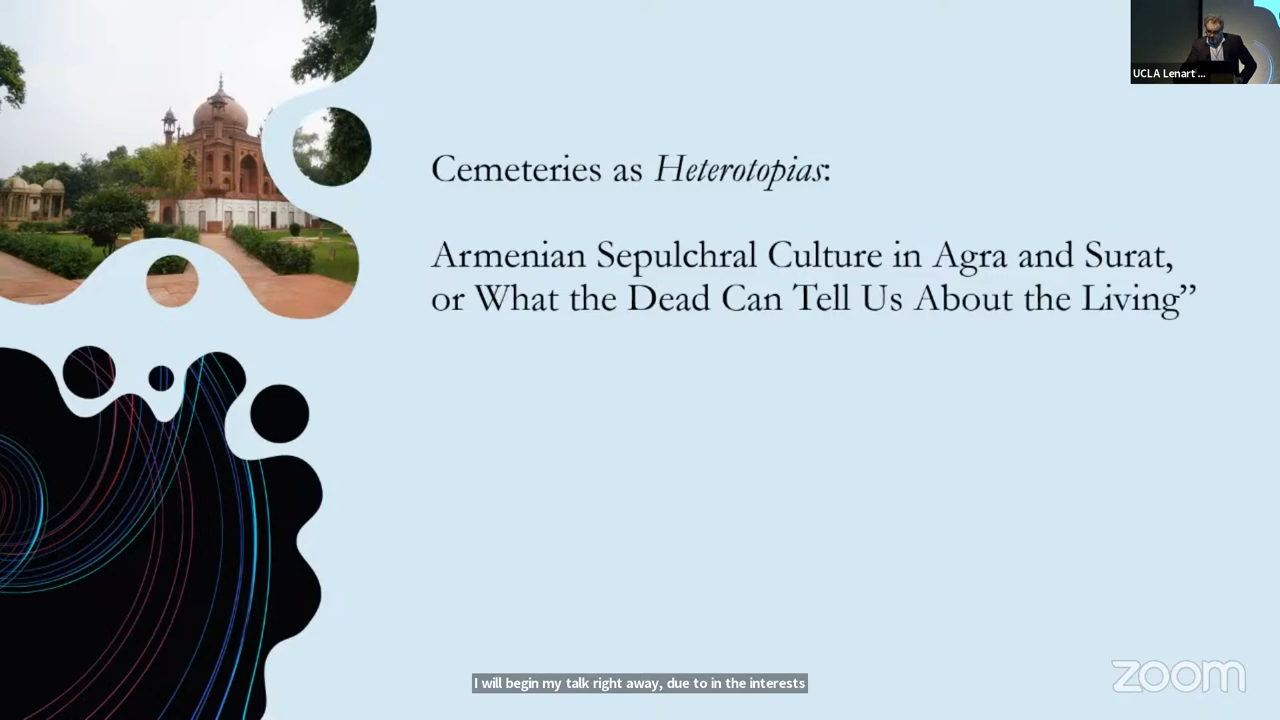 UCLA Lenart ...
Cemeteries as Heterotopias:
Armenian Sepulchral Culture in Agra and Surat,
or What the Dead Can Tell Us About the Living”
I will begin my talk right away, due to in the interests
zoom